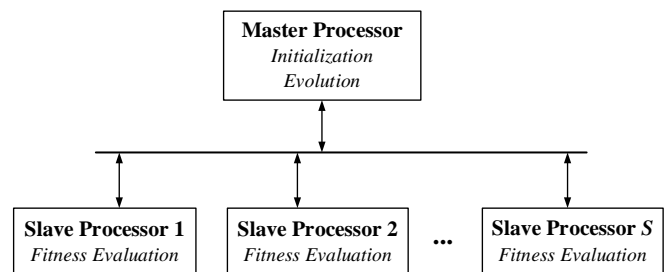 Master Processor
Initialization
Evolution
Slave Processor 1
Fitness Evaluation
Slave Processor 2
Fitness Evaluation
...
Slave Processor S
Fitness Evaluation